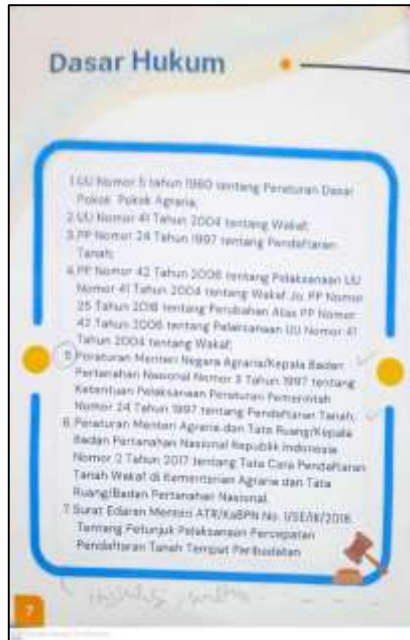 Dasar Hukum
1.UU Nomor 5 tahun 1960 tentang Peraturan Dasar
Pokok Pokok Agraria;
2.UU Nomor 41 Tahun 2004 tentang Wakaf;
3.PP Nomor 24 Tahun 1997 tentang Pendaftaran
Tanah;
4.PP Nomor 42 Tahun 2006 tentang Pelaksanaan UU
Nomor 41 Tahun 2004 tentang Wakaf Jo. PP Nomor
25 Tahun 2018 tentang Perubahan Atas PP Nomor
42 Tahun 2006 tentang Pelaksanaan UU Nomor 41
Tahun 2004 tentang Wakaf;
5.Peraturan Menteri Negara Agraria/Kepala Badan
Pertanahan Nasional Nomor 3 Tahun 1997 tentang
Ketentuan Pelaksanaan Peraturan Pemerintah
Nomor 24 Tahun 1997 tentang Pendaftaran Tanah;
6.Peraturan Menteri Agraria dan Tata Ruang/Kepala
Badan Pertanahan Nasional Republik Indonesia
Nomor 2 Tahun 2017 tentang Tata Cara Pendaftaran
Tanah Wakaf di Kementerian Agraria dan Tata
Ruang/Badan Pertanahan Nasional.
7.Surat Edaran Menteri ATR/KaBPN No. 1/SE/III/2018
Tentang Petunjuk Pelaksanaan Percepatan
Pendaftaran Tanah Tempat Peribadatan
7